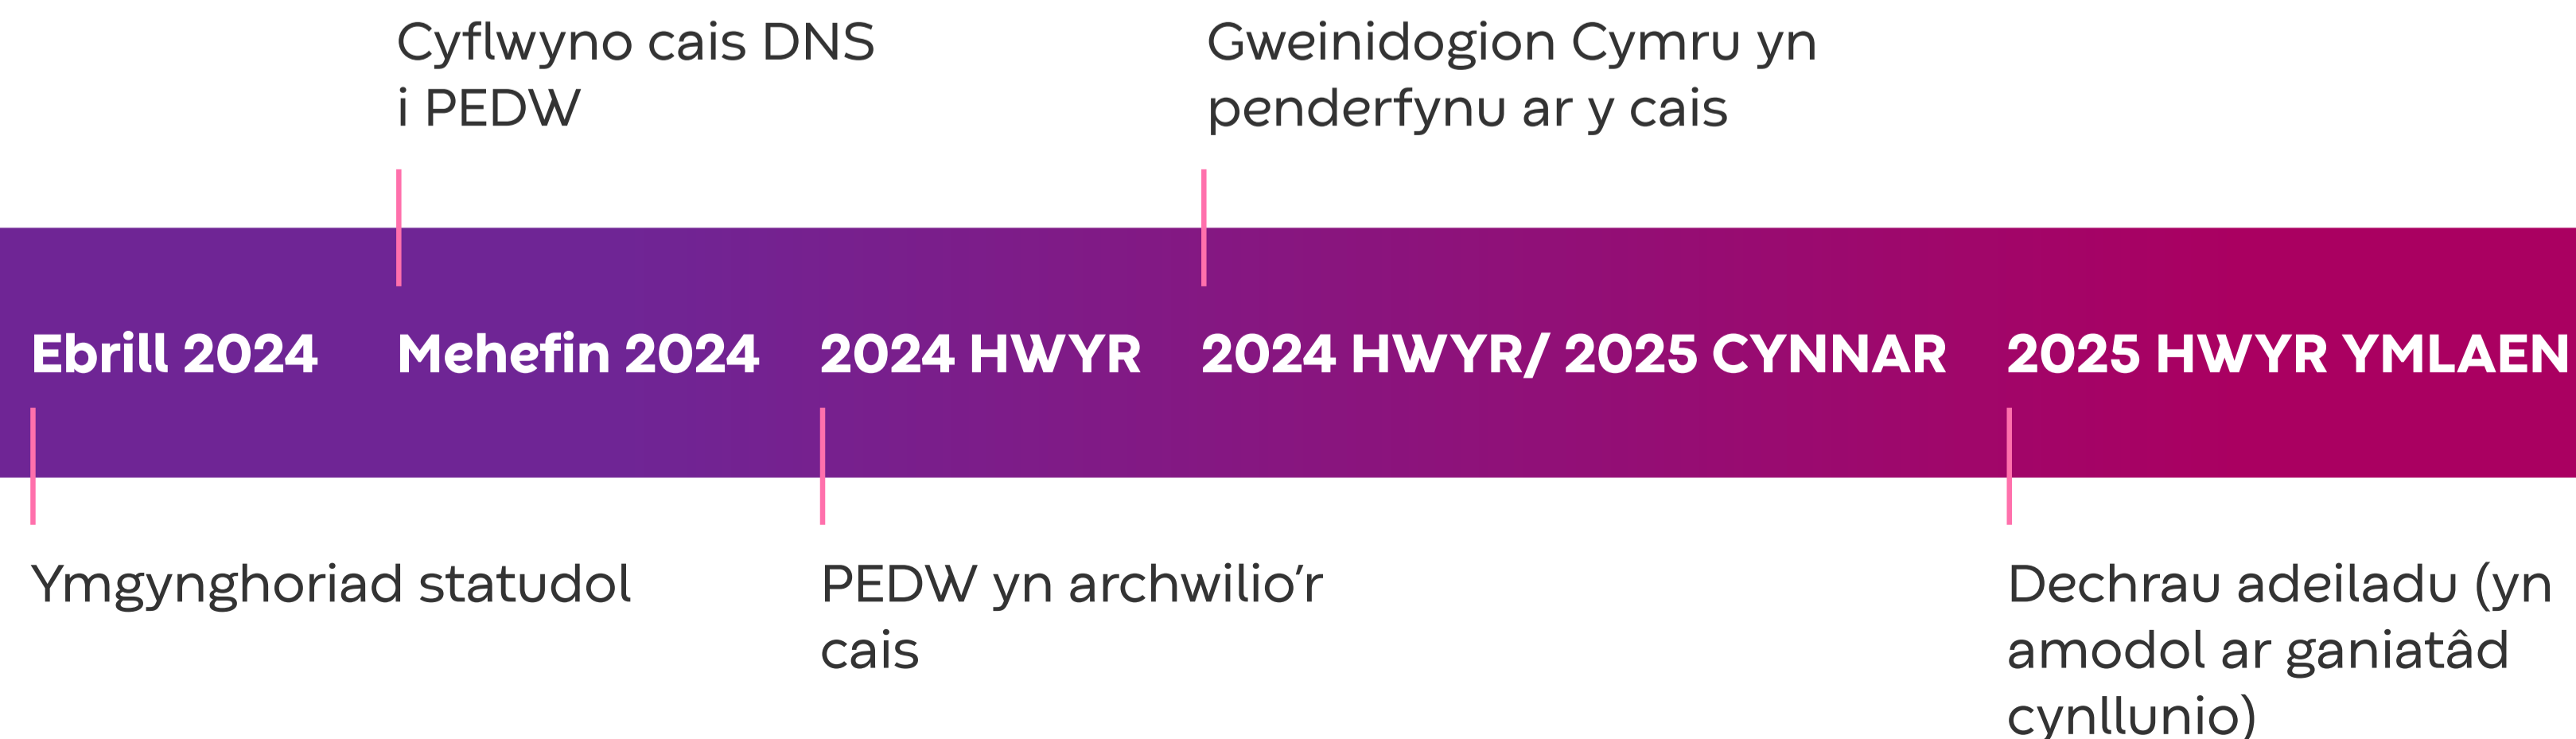 Cyflwyno cais DNS
i PEDW
Gweinidogion Cymru yn
penderfynu ar y cais
Ebrill 2024
Mehefin 2024
2024 HWYR
2024 HWYR/ 2025 CYNNAR
2025 HWYR YMLAEN
Ymgynghoriad statudol
PEDW yn archwilio’r
cais
Dechrau adeiladu (yn
amodol ar ganiatâd
cynllunio)